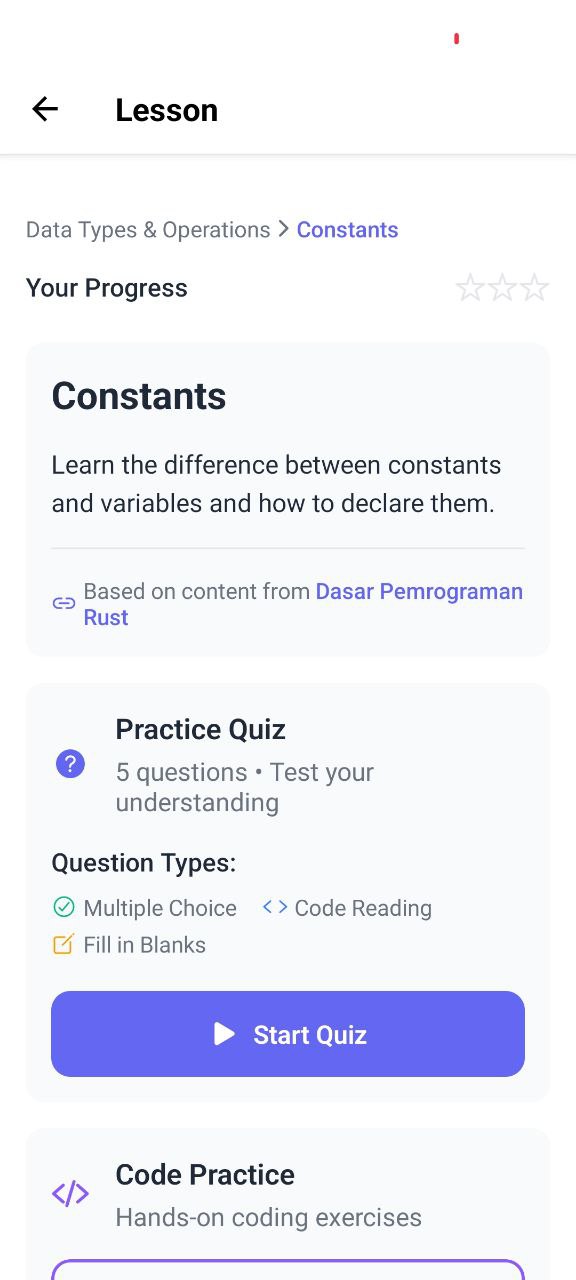 Lesson
Data Types & Operations > Constants
Your Progress
Constants
Learn the difference between constants
and variables and how to declare them.
Based on content from Dasar Pemrograman
Rust
Practice Quiz
5 questions • Test your
understanding
Question Types:
Multiple Choice
Code Reading
Fill in Blanks
Start Quiz
Code Practice
Hands-on coding exercises